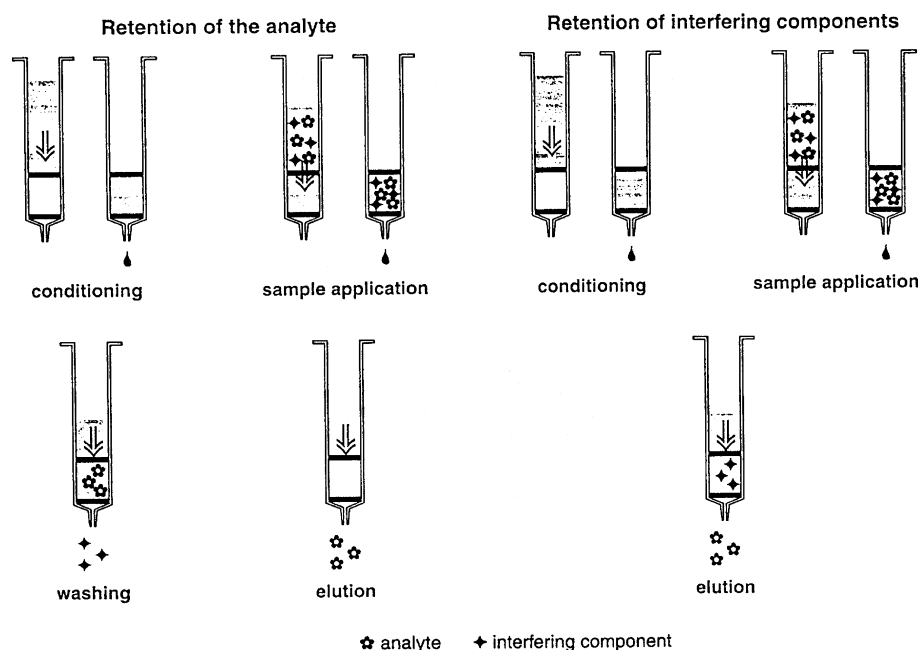 Retention of the analyte
Retention of interfering components
conditioning
sample application
conditioning
sample application
washing
elution
elution
analyte
interfering component